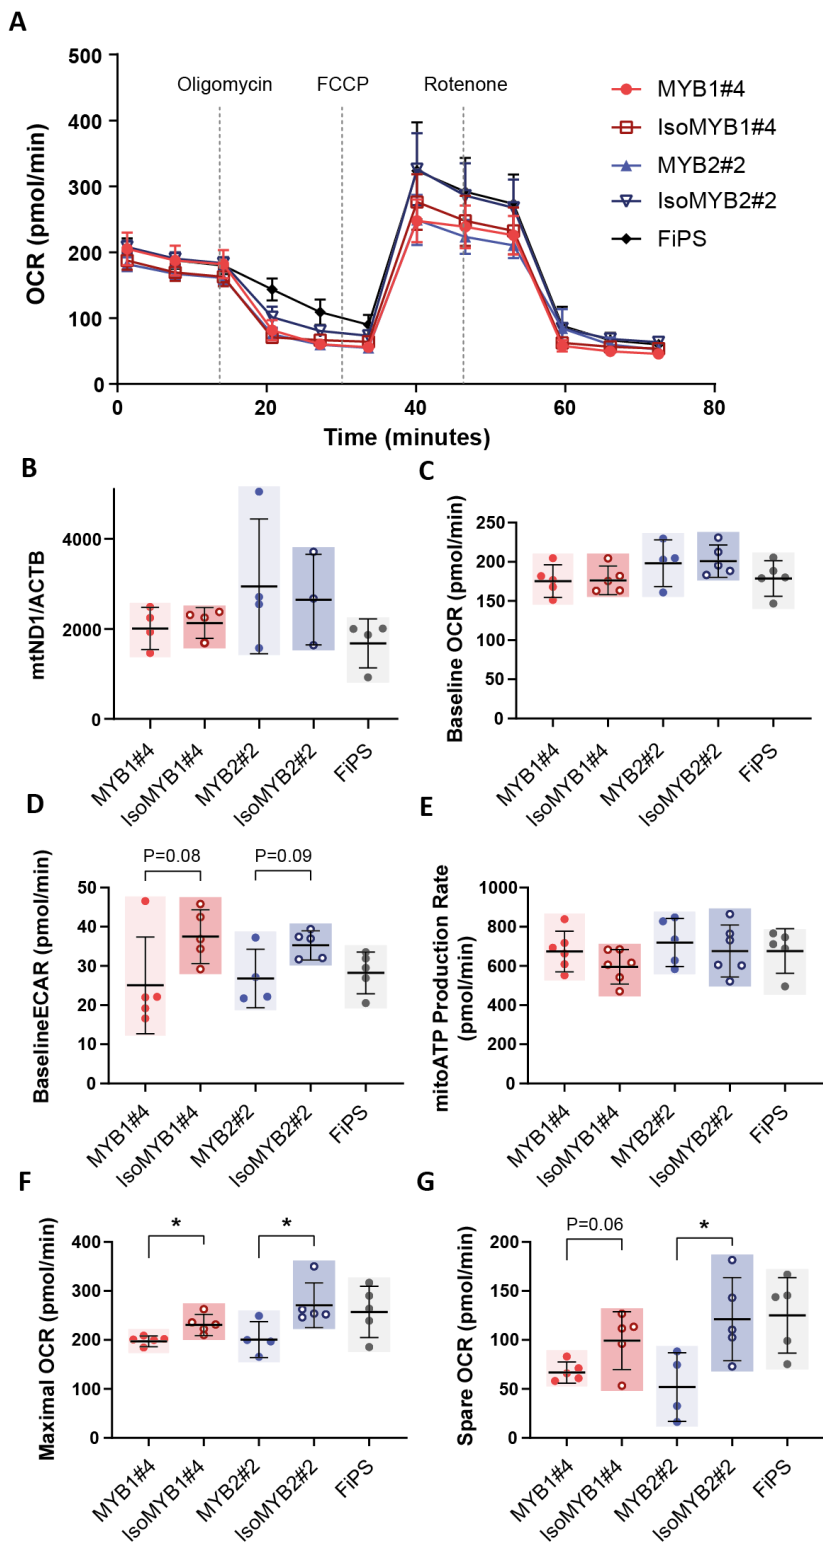 A
500
400
300
200
100
0
OCR (pmol/min)
Oligomycin
FCCP
Rotenone
MYB1#4
IsoMYB1#4
MYB2#2
IsoMYB2#2
FiPS
0
20
40
60
80
Time (minutes)
B
mtND1/ACTB
4000
2000
0
MYB1#4
IsoMYB1#4
MYB2#2
IsoMYB2#2
FiPS
C
Baseline OCR (pmol/min)
250
200
150
100
50
0
MYB1#4
IsoMYB1#4
MYB2#2
IsoMYB2#2
FiPS
D
BaselineECAR (pmol/min)
P=0.08
P=0.09
50
40
30
20
10
0
MYB1#4
IsoMYB1#4
MYB2#2
IsoMYB2#2
FiPS
E
mitoATP Production Rate
(pmol/min)
1000
800
600
400
200
0
MYB1#4
IsoMYB1#4
MYB2#2
IsoMYB2#2
FiPS
F
Maximal OCR (pmol/min)
*
*
400
300
200
100
0
MYB1#4
IsoMYB1#4
MYB2#2
IsoMYB2#2
FiPS
G
Spare OCR (pmol/min)
P=0.06
*
200
150
100
50
0
MYB1#4
IsoMYB1#4
MYB2#2
IsoMYB2#2
FiPS